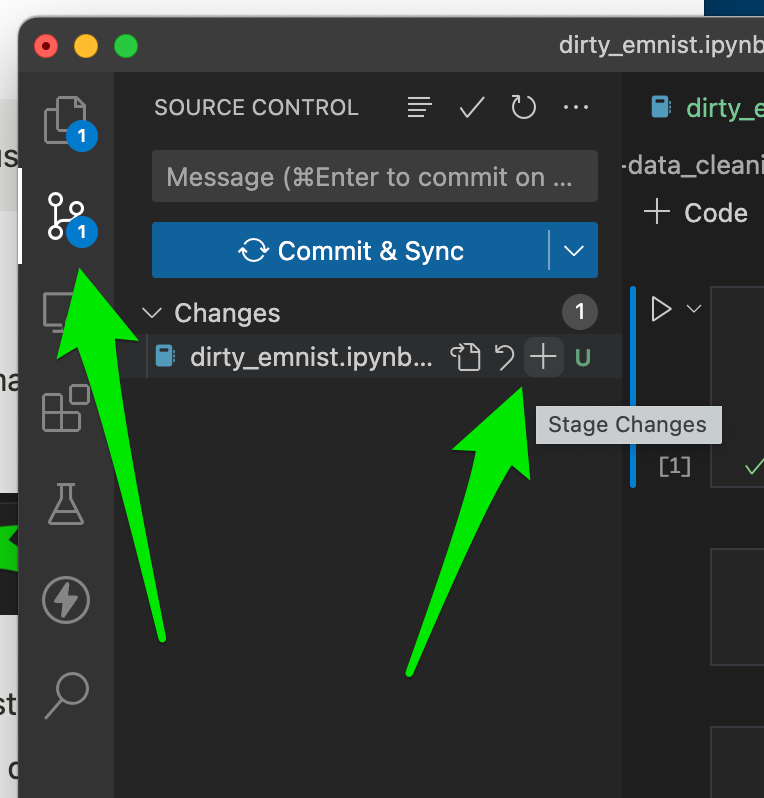 dirty_emnist.ipynb
SOURCE CONTROL
dirty_e
1
Message (⌘Enter to commit on ...
-data_cleani
1
Code
Commit & Sync
Changes
1
dirty_emnist.ipynb...
U
Stage Changes
[1]